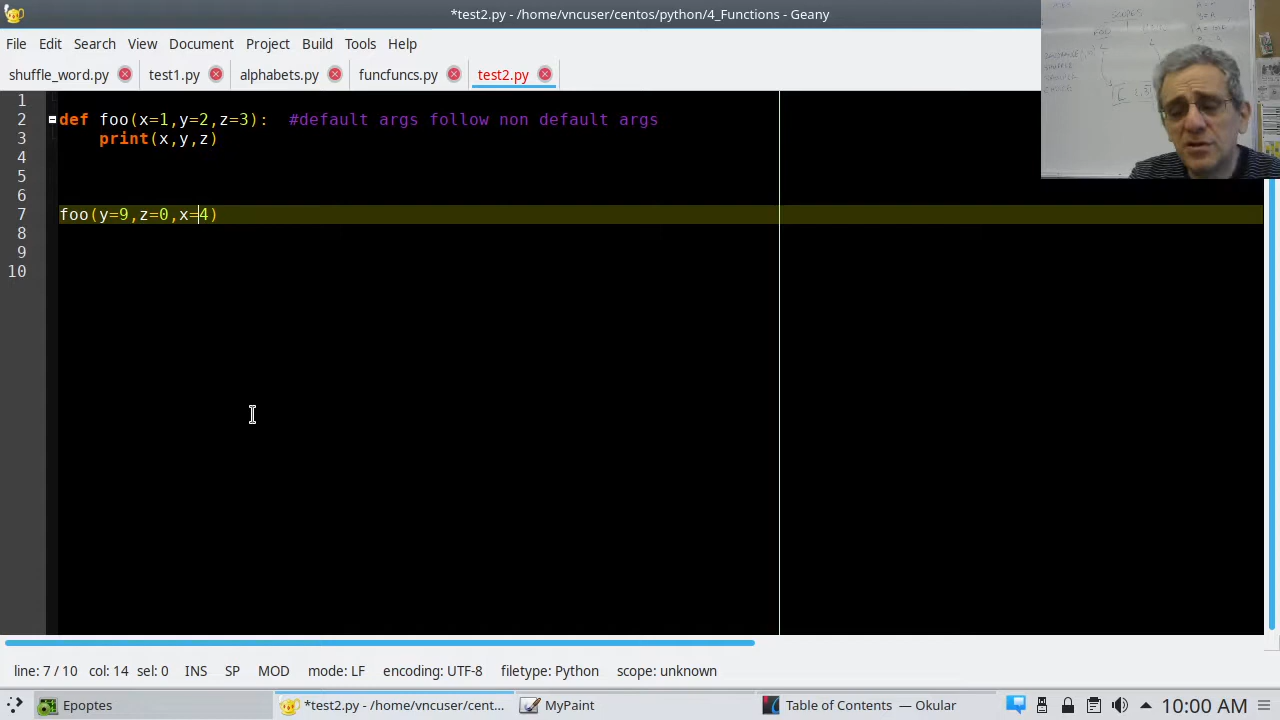 *test2.py - /home/vncuser/centos/python/4_Functions - Geany
File Edit Search View Document Project Build Tools Help
shuffle_word.py test1.py alphabets.py funcfuncs.py test2.py
1
2 def foo(x=1,y=2,z=3):  #default args follow non default args
3     print(x,y,z)
4
5
6
7 foo(y=9,z=0,x=4)
8
9
10
SCOPES
line: 7 / 10 col: 14 sel: 0 INS SP MOD mode: LF encoding: UTF-8 filetype: Python scope: unknown
Epoptes *test2.py - /home/vncuser/cent... Mypaint Table of Contents — Okular 10:00 AM